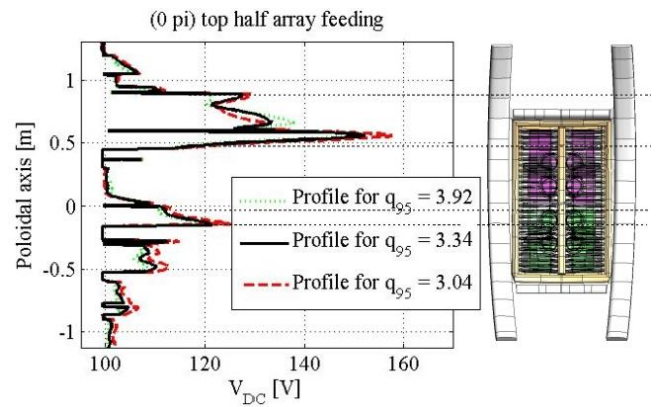 (0 pi) top half array feeding
1
0.5
0
-0.5
-1
Poloidal axis [m]
Profile for q95 = 3.92
Profile for q95 = 3.34
Profile for q95 = 3.04
100 120 140 160
VDC [V]